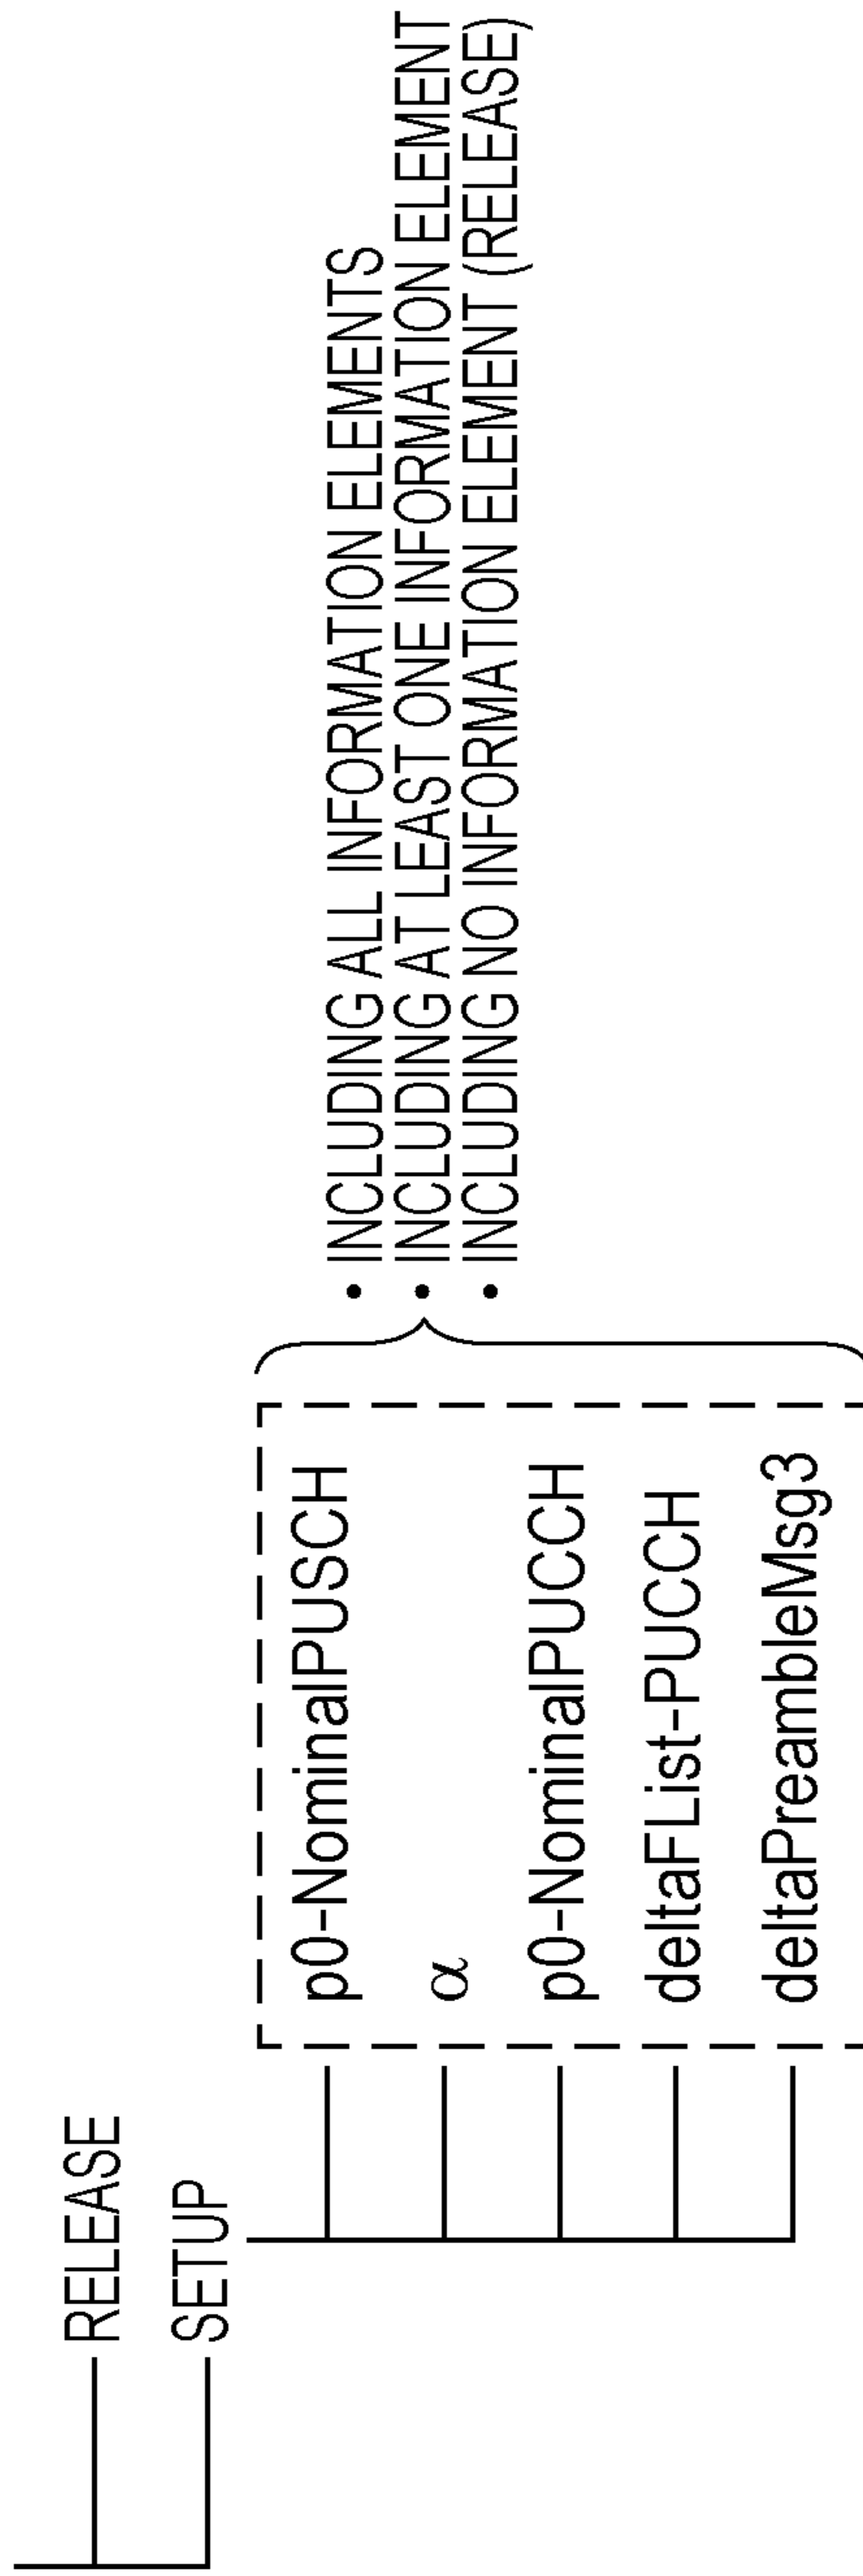 RELEASE
SETUP
p0-NominalPUSCH
α
p0-NominalPUCCH
deltaFList-PUCCH
deltaPreambleMsg3
• INCLUDING ALL INFORMATION ELEMENTS
• INCLUDING AT LEAST ONE INFORMATION ELEMENT
• INCLUDING NO INFORMATION ELEMENT (RELEASE)